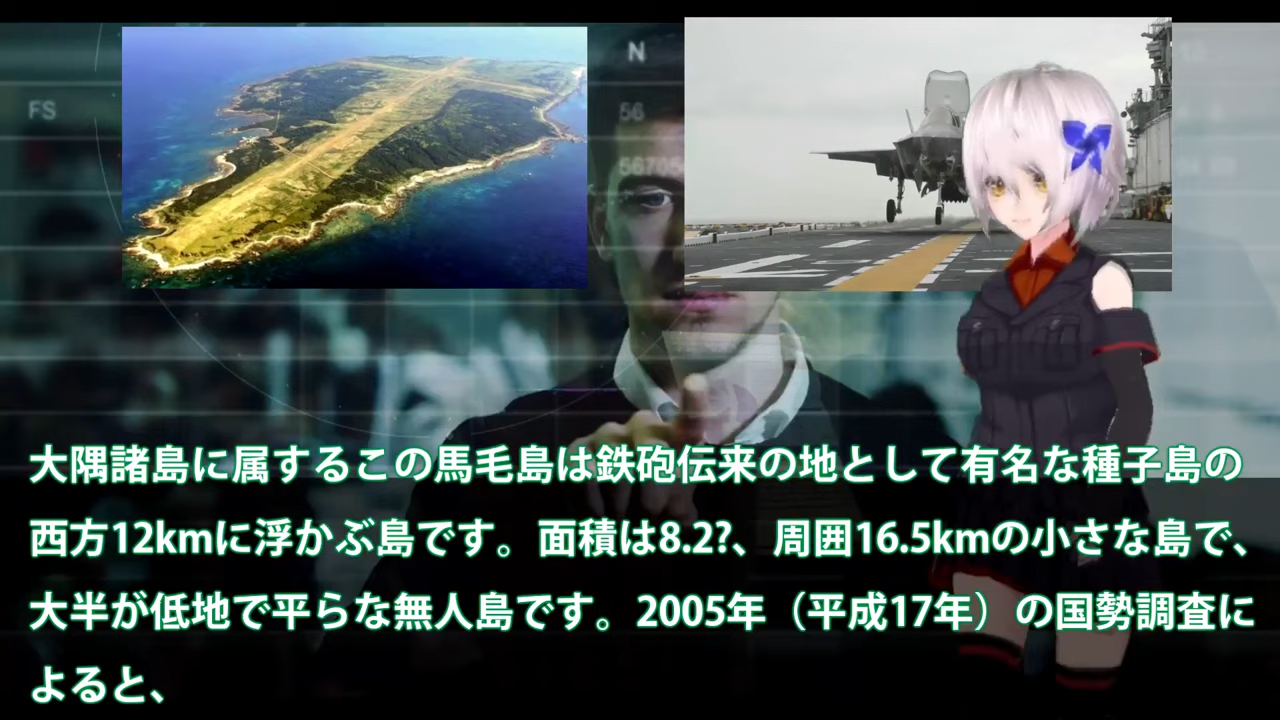 FS
N
56
56705
大隅諸島に属するこの馬毛島は鉄砲伝来の地として有名な種子島の
西方12kmに浮かぶ島です。面積は8.2?、周囲16.5kmの小さな島で、
大半が低地で平らな無人島です。2005年（平成17年）の国勢調査に
よると、